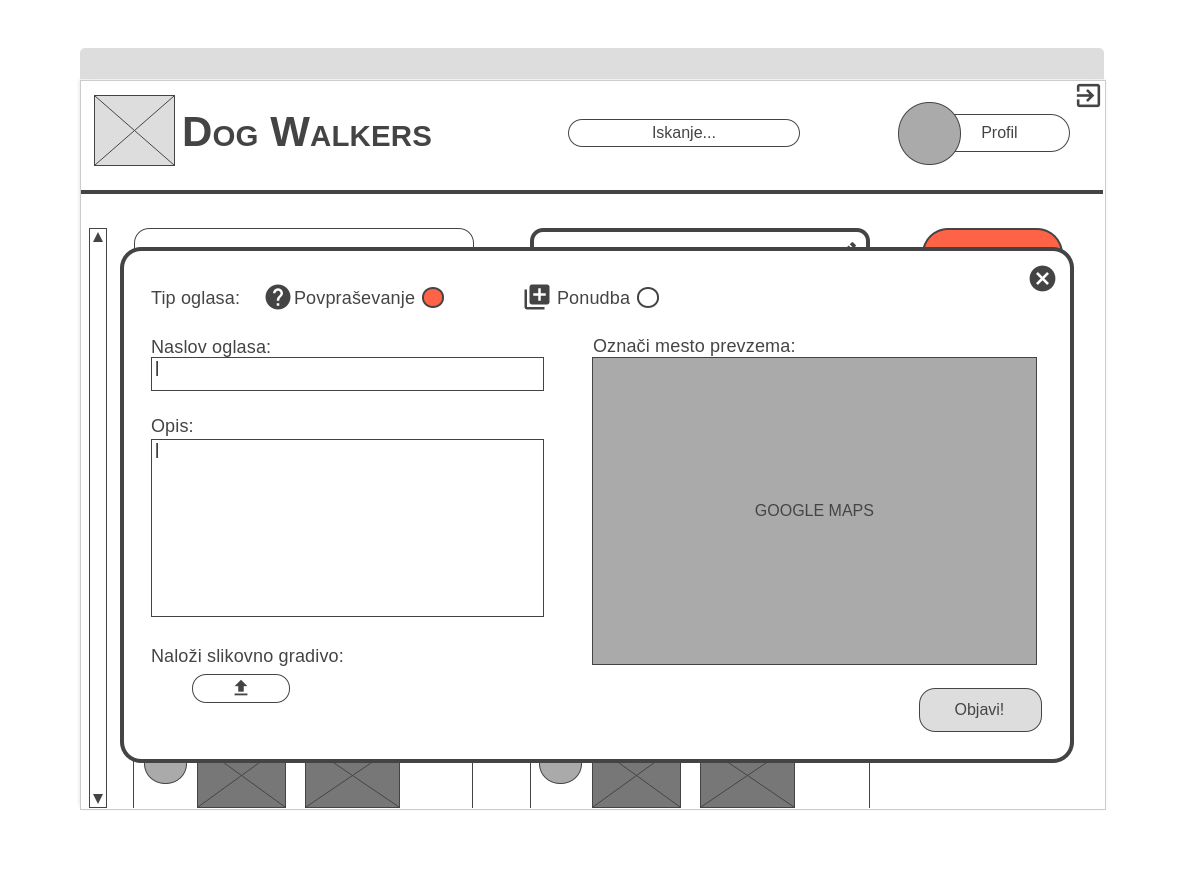 Dog Walkers
Iskanje...
Profil
Tip oglasa:
Povpraševanje
Ponudba
Naslov oglasa:
Označi mesto prevzema:
Opis:
GOOGLE MAPS
Naloži slikovno gradivo:
Objavi!